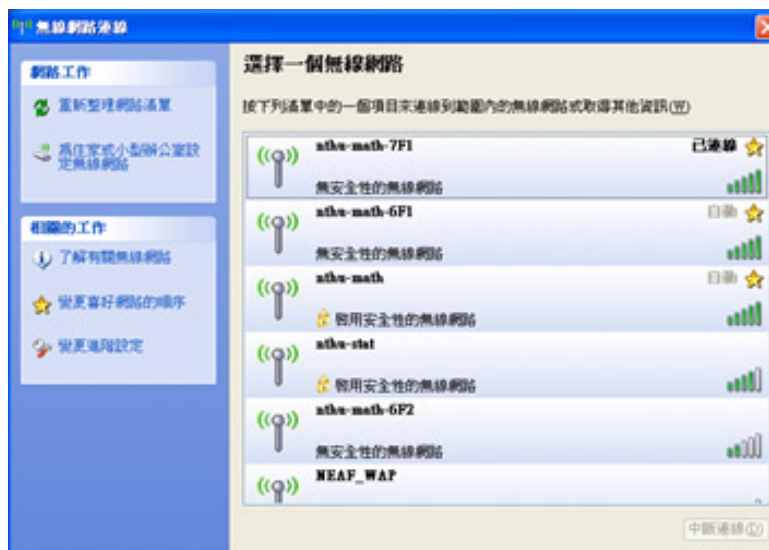 無線網路連線
網路工作
重新整理網路清單
為住家或小型辦公室設
定無線網路
相關的工作
了解有關無線網路
變更喜好網路的順序
變更進階設定
選擇一個無線網路
按下列清單中的一個項目來連線到範圍內的無線網路或取得其他資訊(W)
nthu-math-7F1
已連線
無安全性的無線網路
nthu-math-6F1
自動
無安全性的無線網路
nthu-math
自動
啟用安全性的無線網路
nthu-stat
啟用安全性的無線網路
nthu-math-6F2
無安全性的無線網路
NEAF_WAP
中斷連線(D)